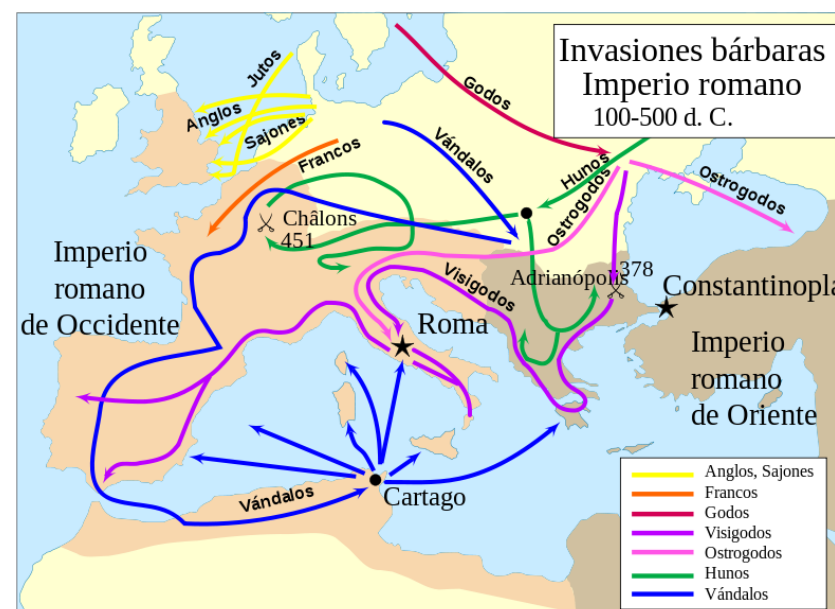 Invasiones bárbaras
Imperio romano
100-500 d. C.
Jutos
Anglos
Sajones
Francos
Godos
Vándalos
Hunos
Ostrogodos
Ostrogodos
Châlons
451
Imperio
romano
de Occidente
Visigodos
Adrianópolis
378
Constantinopla
Roma
Imperio
romano
de Oriente
Vándalos
Cartago
Anglos, Sajones
Francos
Godos
Visigodos
Ostrogodos
Hunos
Vándalos